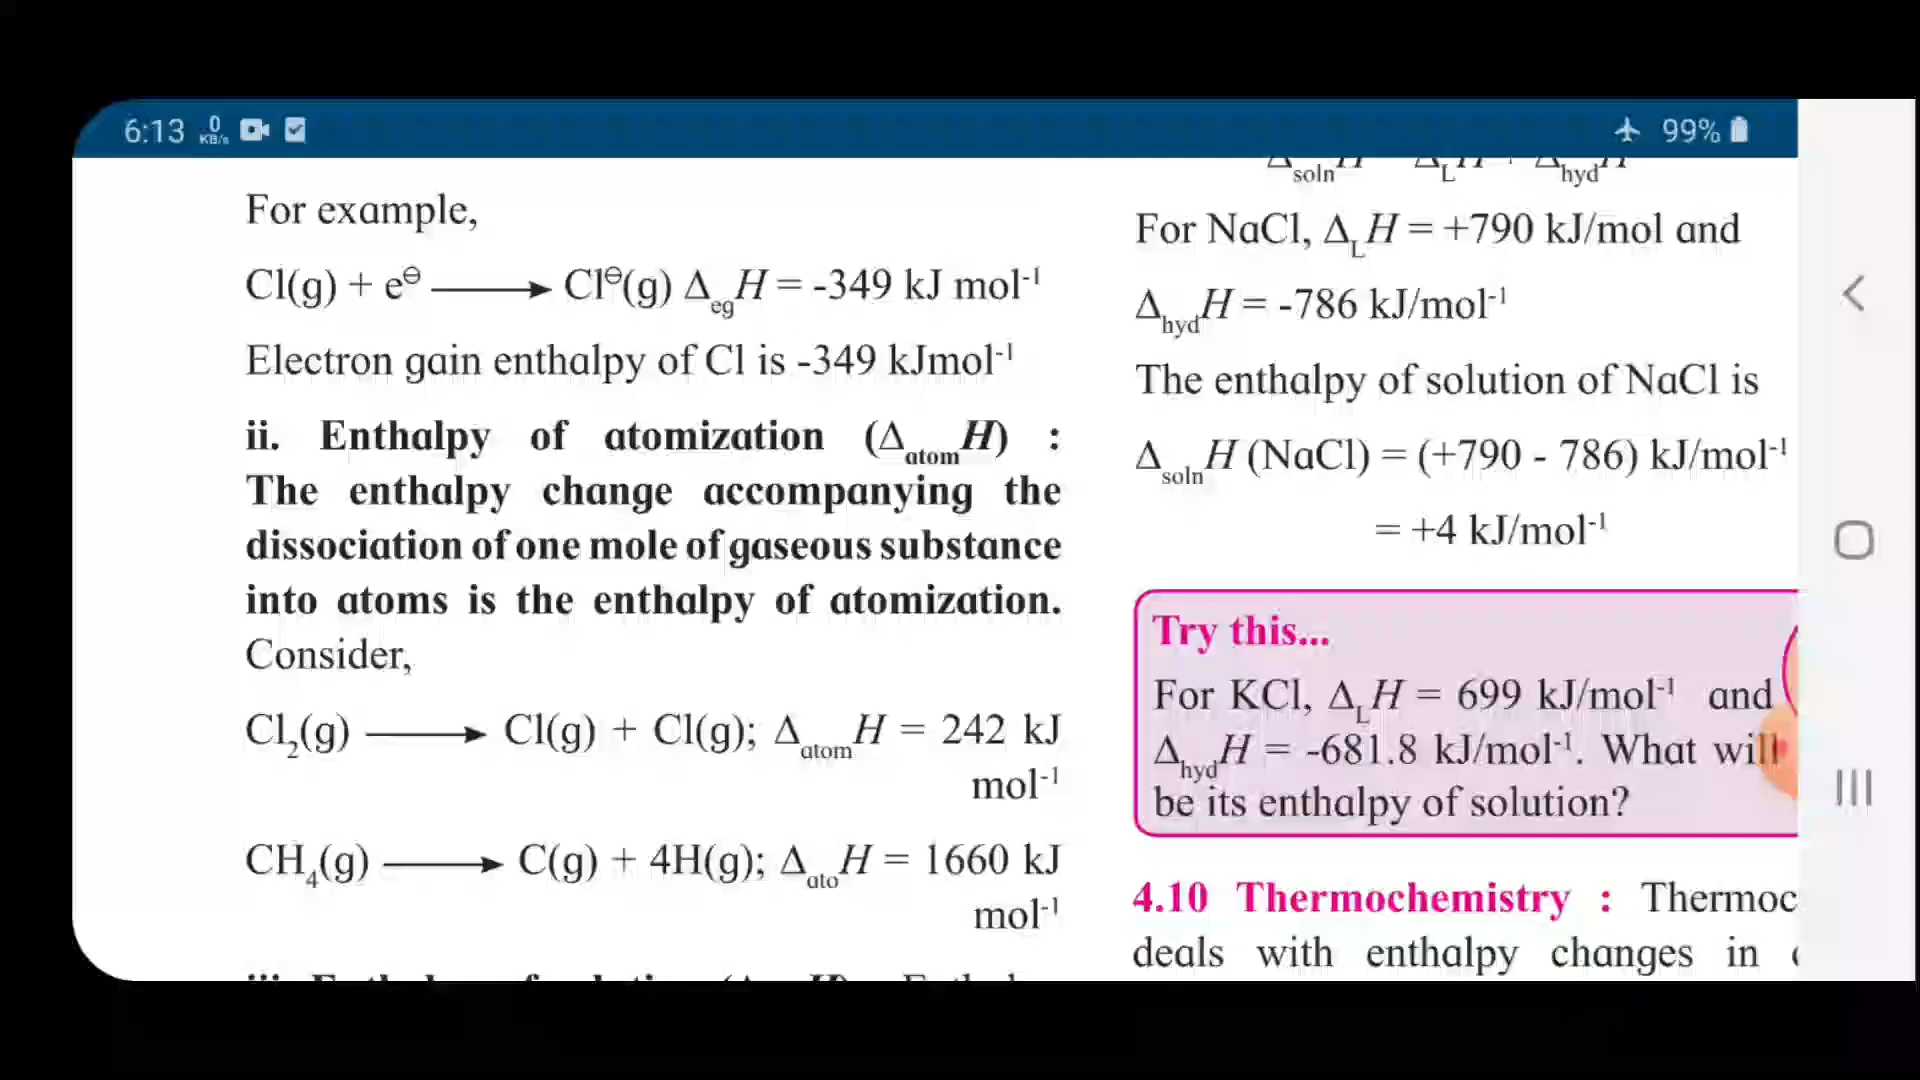 6:13 0 KB/s 99%
For example,
Cl(g) + e⊖ ⟶ Cl⊖(g) ΔegH = -349 kJ mol-1
Electron gain enthalpy of Cl is -349 kJmol-1
ii. Enthalpy of atomization (ΔatomH) :
The enthalpy change accompanying the
dissociation of one mole of gaseous substance
into atoms is the enthalpy of atomization.
Consider,
Cl2(g) ⟶ Cl(g) + Cl(g); ΔatomH = 242 kJ
mol-1
CH4(g) ⟶ C(g) + 4H(g); ΔatoH = 1660 kJ
mol-1
soln L hyd
For NaCl, ΔLH = +790 kJ/mol and
ΔhydH = -786 kJ/mol-1
The enthalpy of solution of NaCl is
ΔsolnH (NaCl) = (+790 - 786) kJ/mol-1
= +4 kJ/mol-1
Try this...
For KCl, ΔLH = 699 kJ/mol-1 and
ΔhydH = -681.8 kJ/mol-1. What will
be its enthalpy of solution?
4.10 Thermochemistry : Thermoc
deals with enthalpy changes in